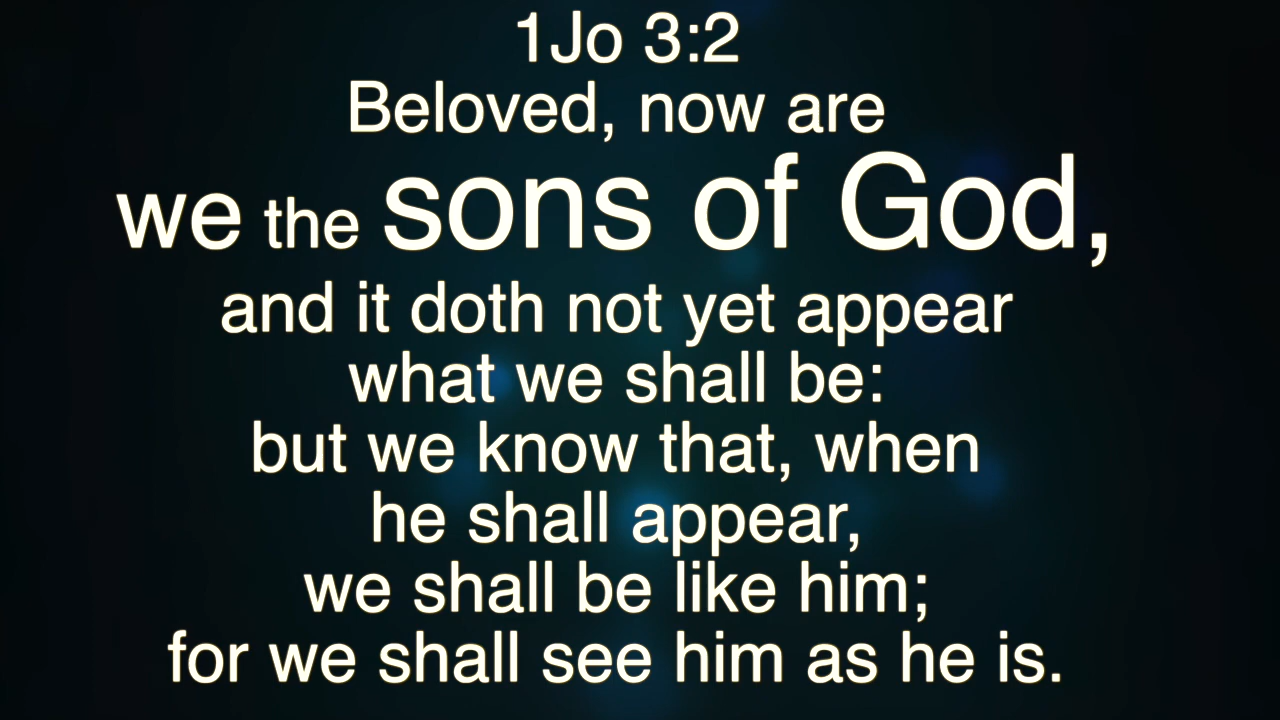 1Jo 3:2
Beloved, now are
we the sons of God,
and it doth not yet appear
what we shall be:
but we know that, when
he shall appear,
we shall be like him;
for we shall see him as he is.